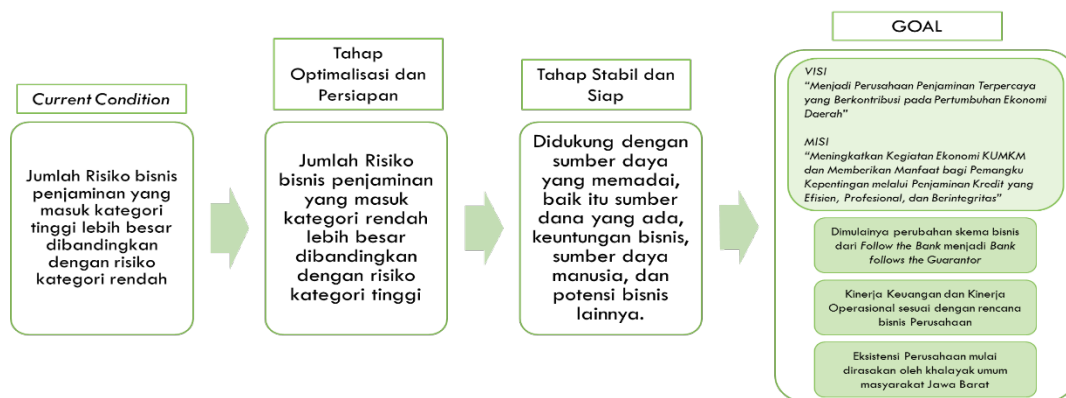 Current Condition
Jumlah Risiko bisnis
penjaminan yang
masuk kategori
tinggi lebih besar
dibandingkan
dengan risiko
kategori rendah
Tahap
Optimalisasi dan
Persiapan
Jumlah Risiko
bisnis penjaminan
yang masuk
kategori rendah
lebih besar
dibandingkan
dengan risiko
kategori tinggi
Tahap Stabil dan
Siap
Didukung dengan
sumber daya
yang memadai,
baik itu sumber
dana yang ada,
keuntungan bisnis,
sumber daya
manusia, dan
potensi bisnis
lainnya.
GOAL
VISI
“Menjadi Perusahaan Penjaminan Terpercaya
yang Berkontribusi pada Pertumbuhan Ekonomi
Daerah”
MISI
“Meningkatkan Kegiatan Ekonomi KUMKM
dan Memberikan Manfaat bagi Pemangku
Kepentingan melalui Penjaminan Kredit yang
Efisien, Profesional, dan Berintegritas”
Dimulainya perubahan skema bisnis
dari Follow the Bank menjadi Bank
follows the Guarantor
Kinerja Keuangan dan Kinerja
Operasional sesuai dengan rencana
bisnis Perusahaan
Eksistensi Perusahaan mulai
dirasakan oleh khalayak umum
masyarakat Jawa Barat